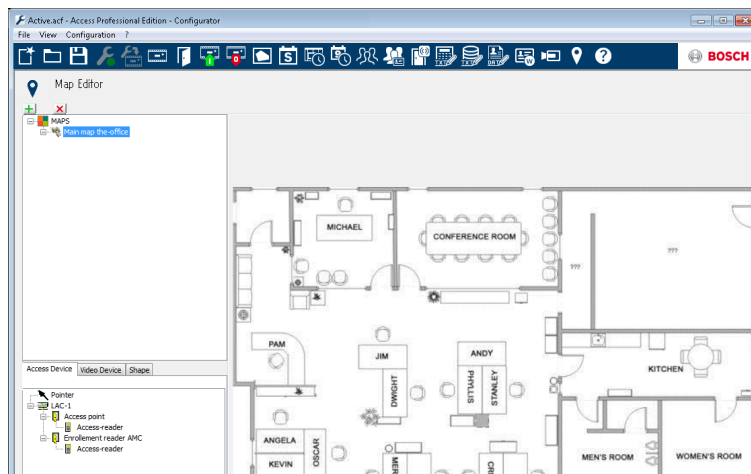 Active.acf - Access Professional Edition - Configurator
File View Configuration ?
BOSCH
Map Editor
MAPS
Main map the-office
MICHAEL
CONFERENCE ROOM
???
???
PAM
JIM
ANDY
KITCHEN
DWIGHT
PHYLLIS
STANLEY
ANGELA
OSCAR
KEVIN
MEN'S ROOM
WOMEN'S ROOM
Access Device Video Device Shape
Pointer
LAC-1
Access point
Access-reader
Enrollement reader AMC
Access-reader